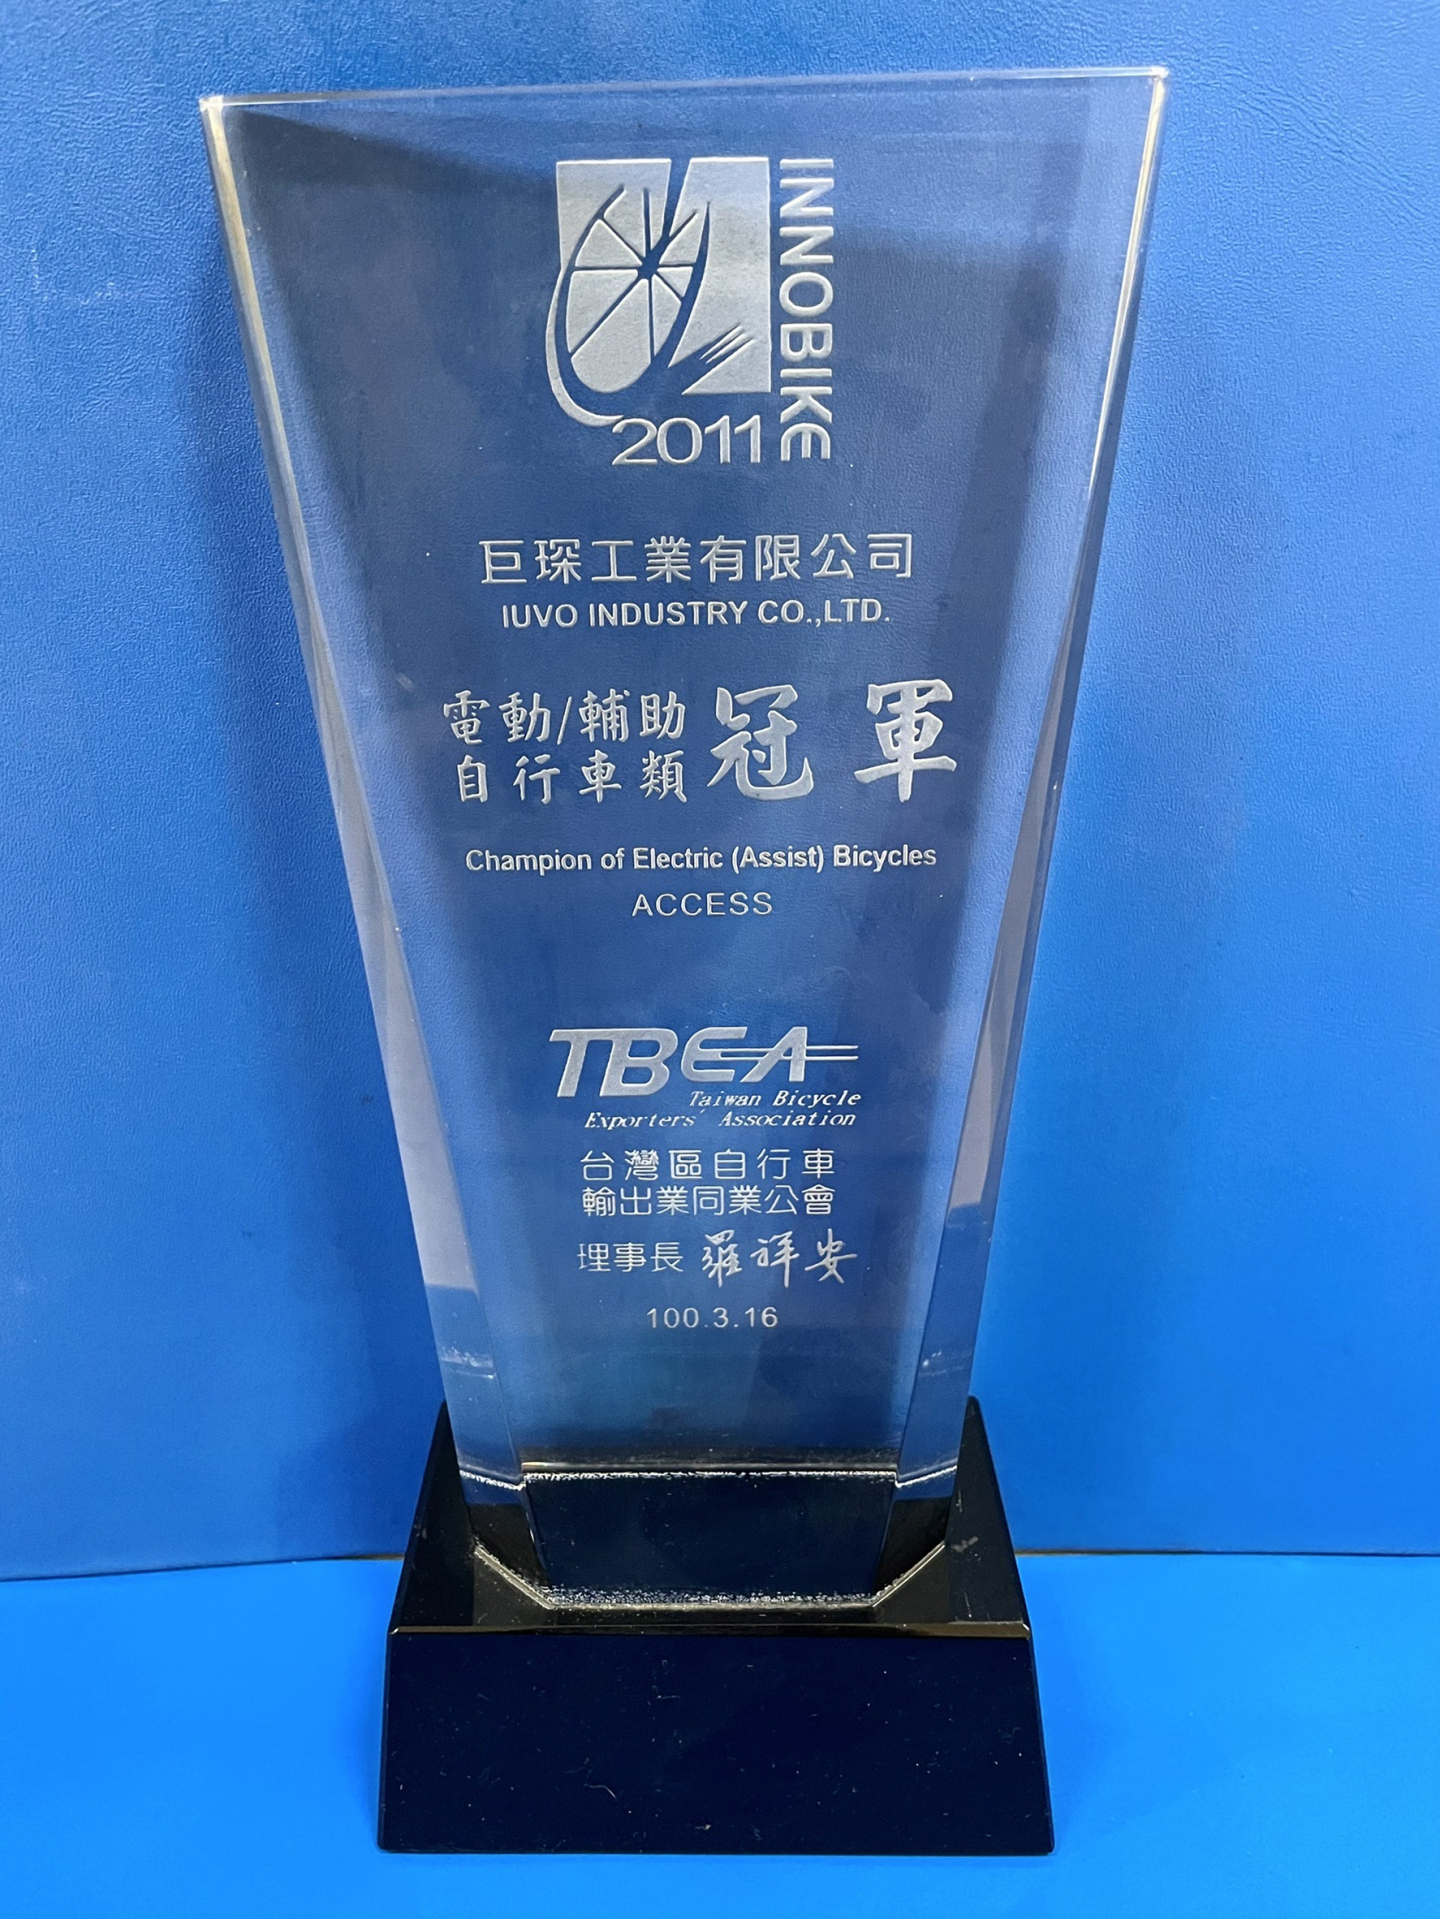 INNOBIKE
2011
巨琛工業有限公司
IUVO INDUSTRY CO.,LTD.
電動/輔助
自行車類 冠軍
Champion of Electric (Assist) Bicycles
ACCESS
TBEA
Taiwan Bicycle
Exporters' Association
台灣區自行車
輸出業同業公會
理事長 羅祥安
100.3.16